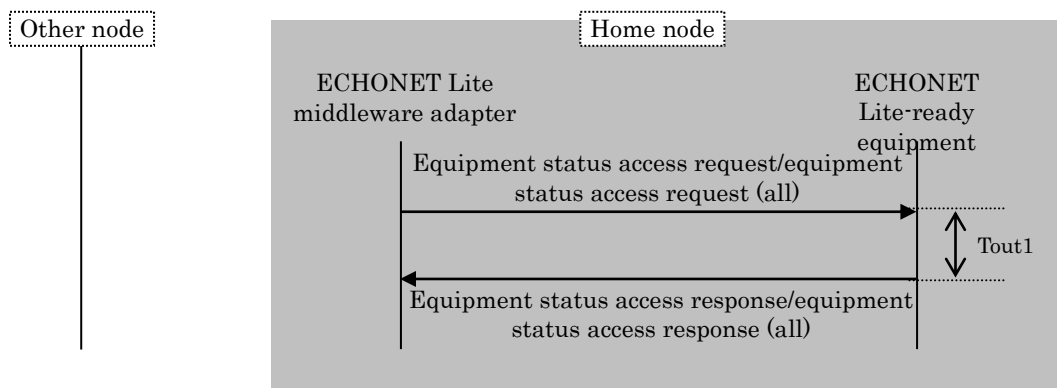 Other node
Home node
ECHONET Lite
middleware adapter
ECHONET
Lite-ready
equipment
Equipment status access request/equipment
status access request (all)
Tout1
Equipment status access response/equipment
status access response (all)